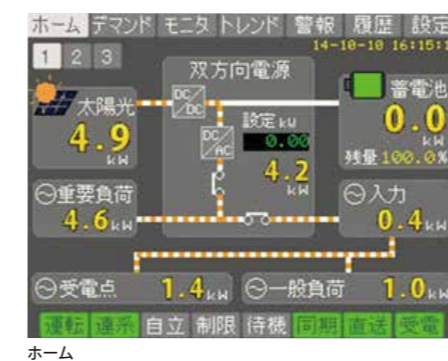 ホーム デマンド モニタ トレンド 警報 履歴 設定
14-10-10 16:15:1
1 2 3
双方向電源
DC/DC
太陽光
4.9 kW
蓄電池
0.0 kW
残量100.0%
設定 kW
0.00
DC/AC
4.2 kW
重要負荷
4.6 kW
入力
0.4 kW
受電点 1.4 kW
一般負荷 1.0 kW
運転 連系 自立 制限 待機 同期 直送 受電
ホーム